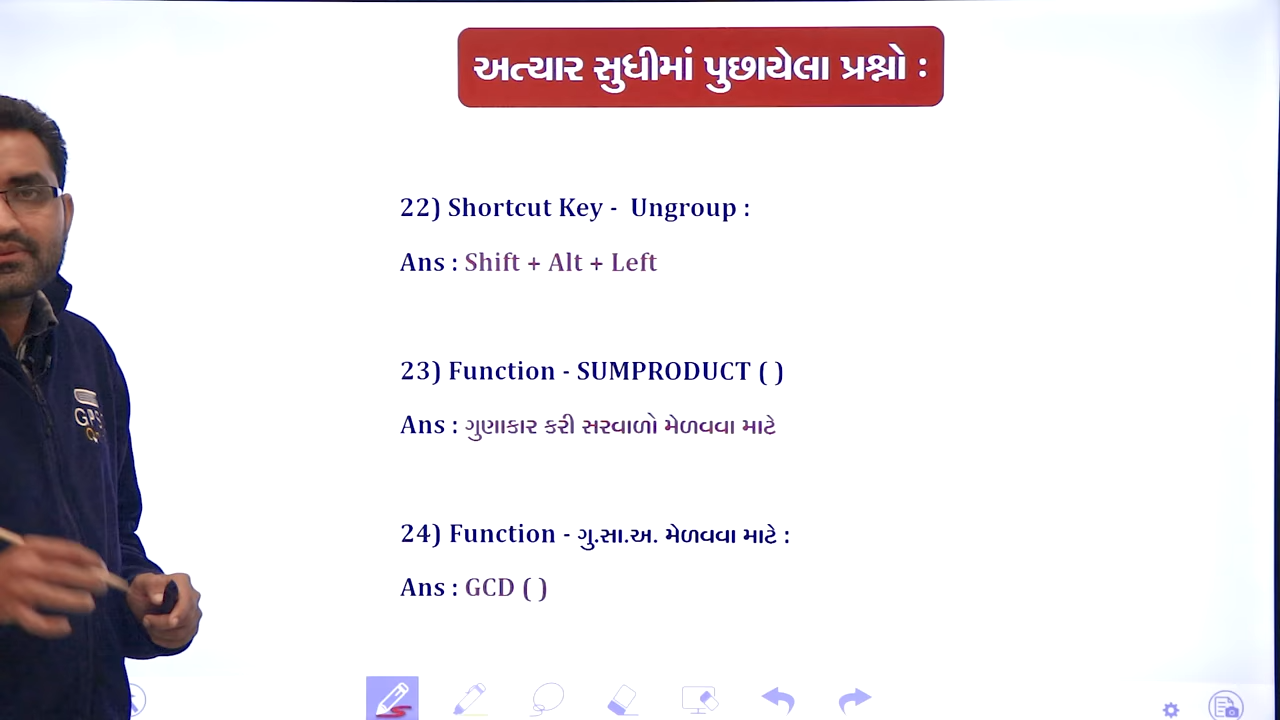 અત્યાર સુધીમાં પુછાયેલા પ્રશ્નો :
22) Shortcut Key - Ungroup :
Ans : Shift + Alt + Left
23) Function - SUMPRODUCT ( )
Ans : ગુણાકાર કરી સરવાળો મેળવવા માટે
24) Function - ગુ.સા.અ. મેળવવા માટે :
Ans : GCD ( )